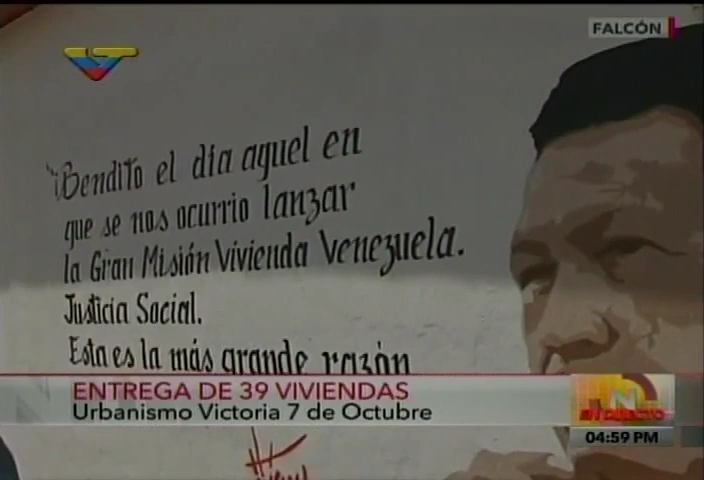 FALCÓN
"¡Bendito el día aquel en
que se nos ocurrio lanzar
la Gran Misión Vivienda Venezuela.
Justicia Social.
Esta es la más grande razón
ENTREGA DE 39 VIVIENDAS
Urbanismo Victoria 7 de Octubre
EN DIRECTO
04:59 PM